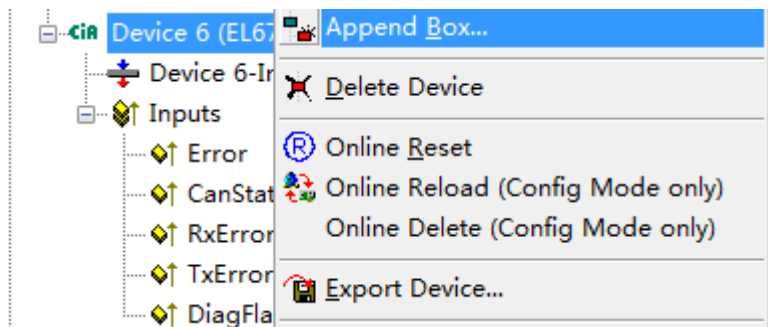 CiA Device 6 (EL67
Append Box...
Device 6-Ir
Delete Device
Inputs
Error
Online Reset
CanStat
Online Reload (Config Mode only)
RxError
Online Delete (Config Mode only)
TxError
Export Device...
DiagFla